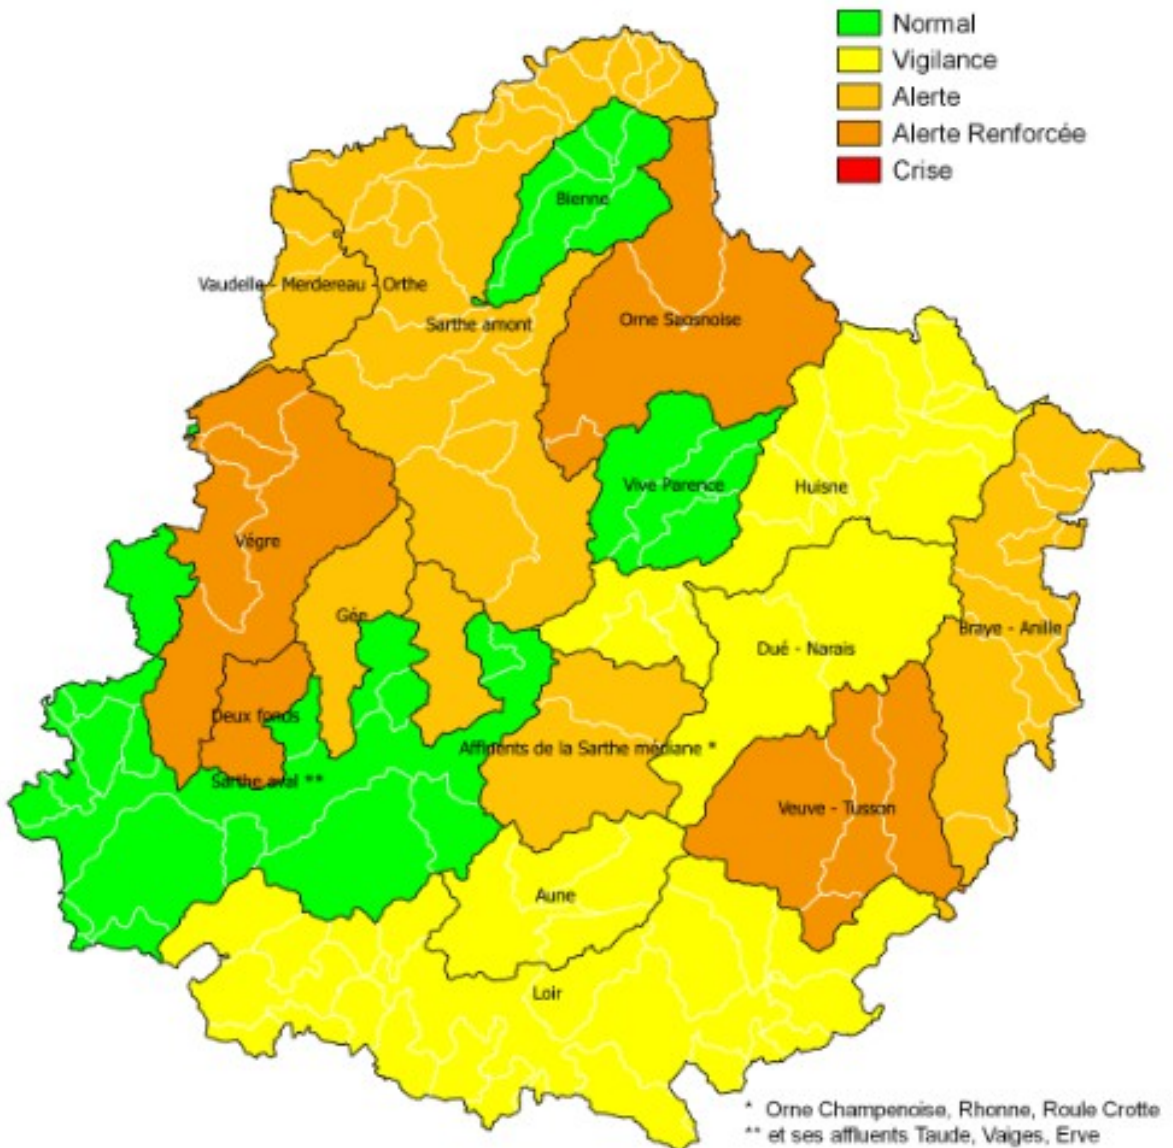 Normal
Vigilance
Alerte
Alerte Renforcée
Crise
Bienne
Vaudelle - Merdereau - Orthe
Sarthe amont
Orne Saosnoise
Vive Parence
Huisne
Vègre
Gée
Braye - Anille
Dué - Narais
Deux fonds
Affluents de la Sarthe médiane *
Sarthe aval **
Veuve - Tusson
Aune
Loir
* Orne Champenoise, Rhonne, Roule Crotte
** et ses affluents Taude, Vaiges, Erve